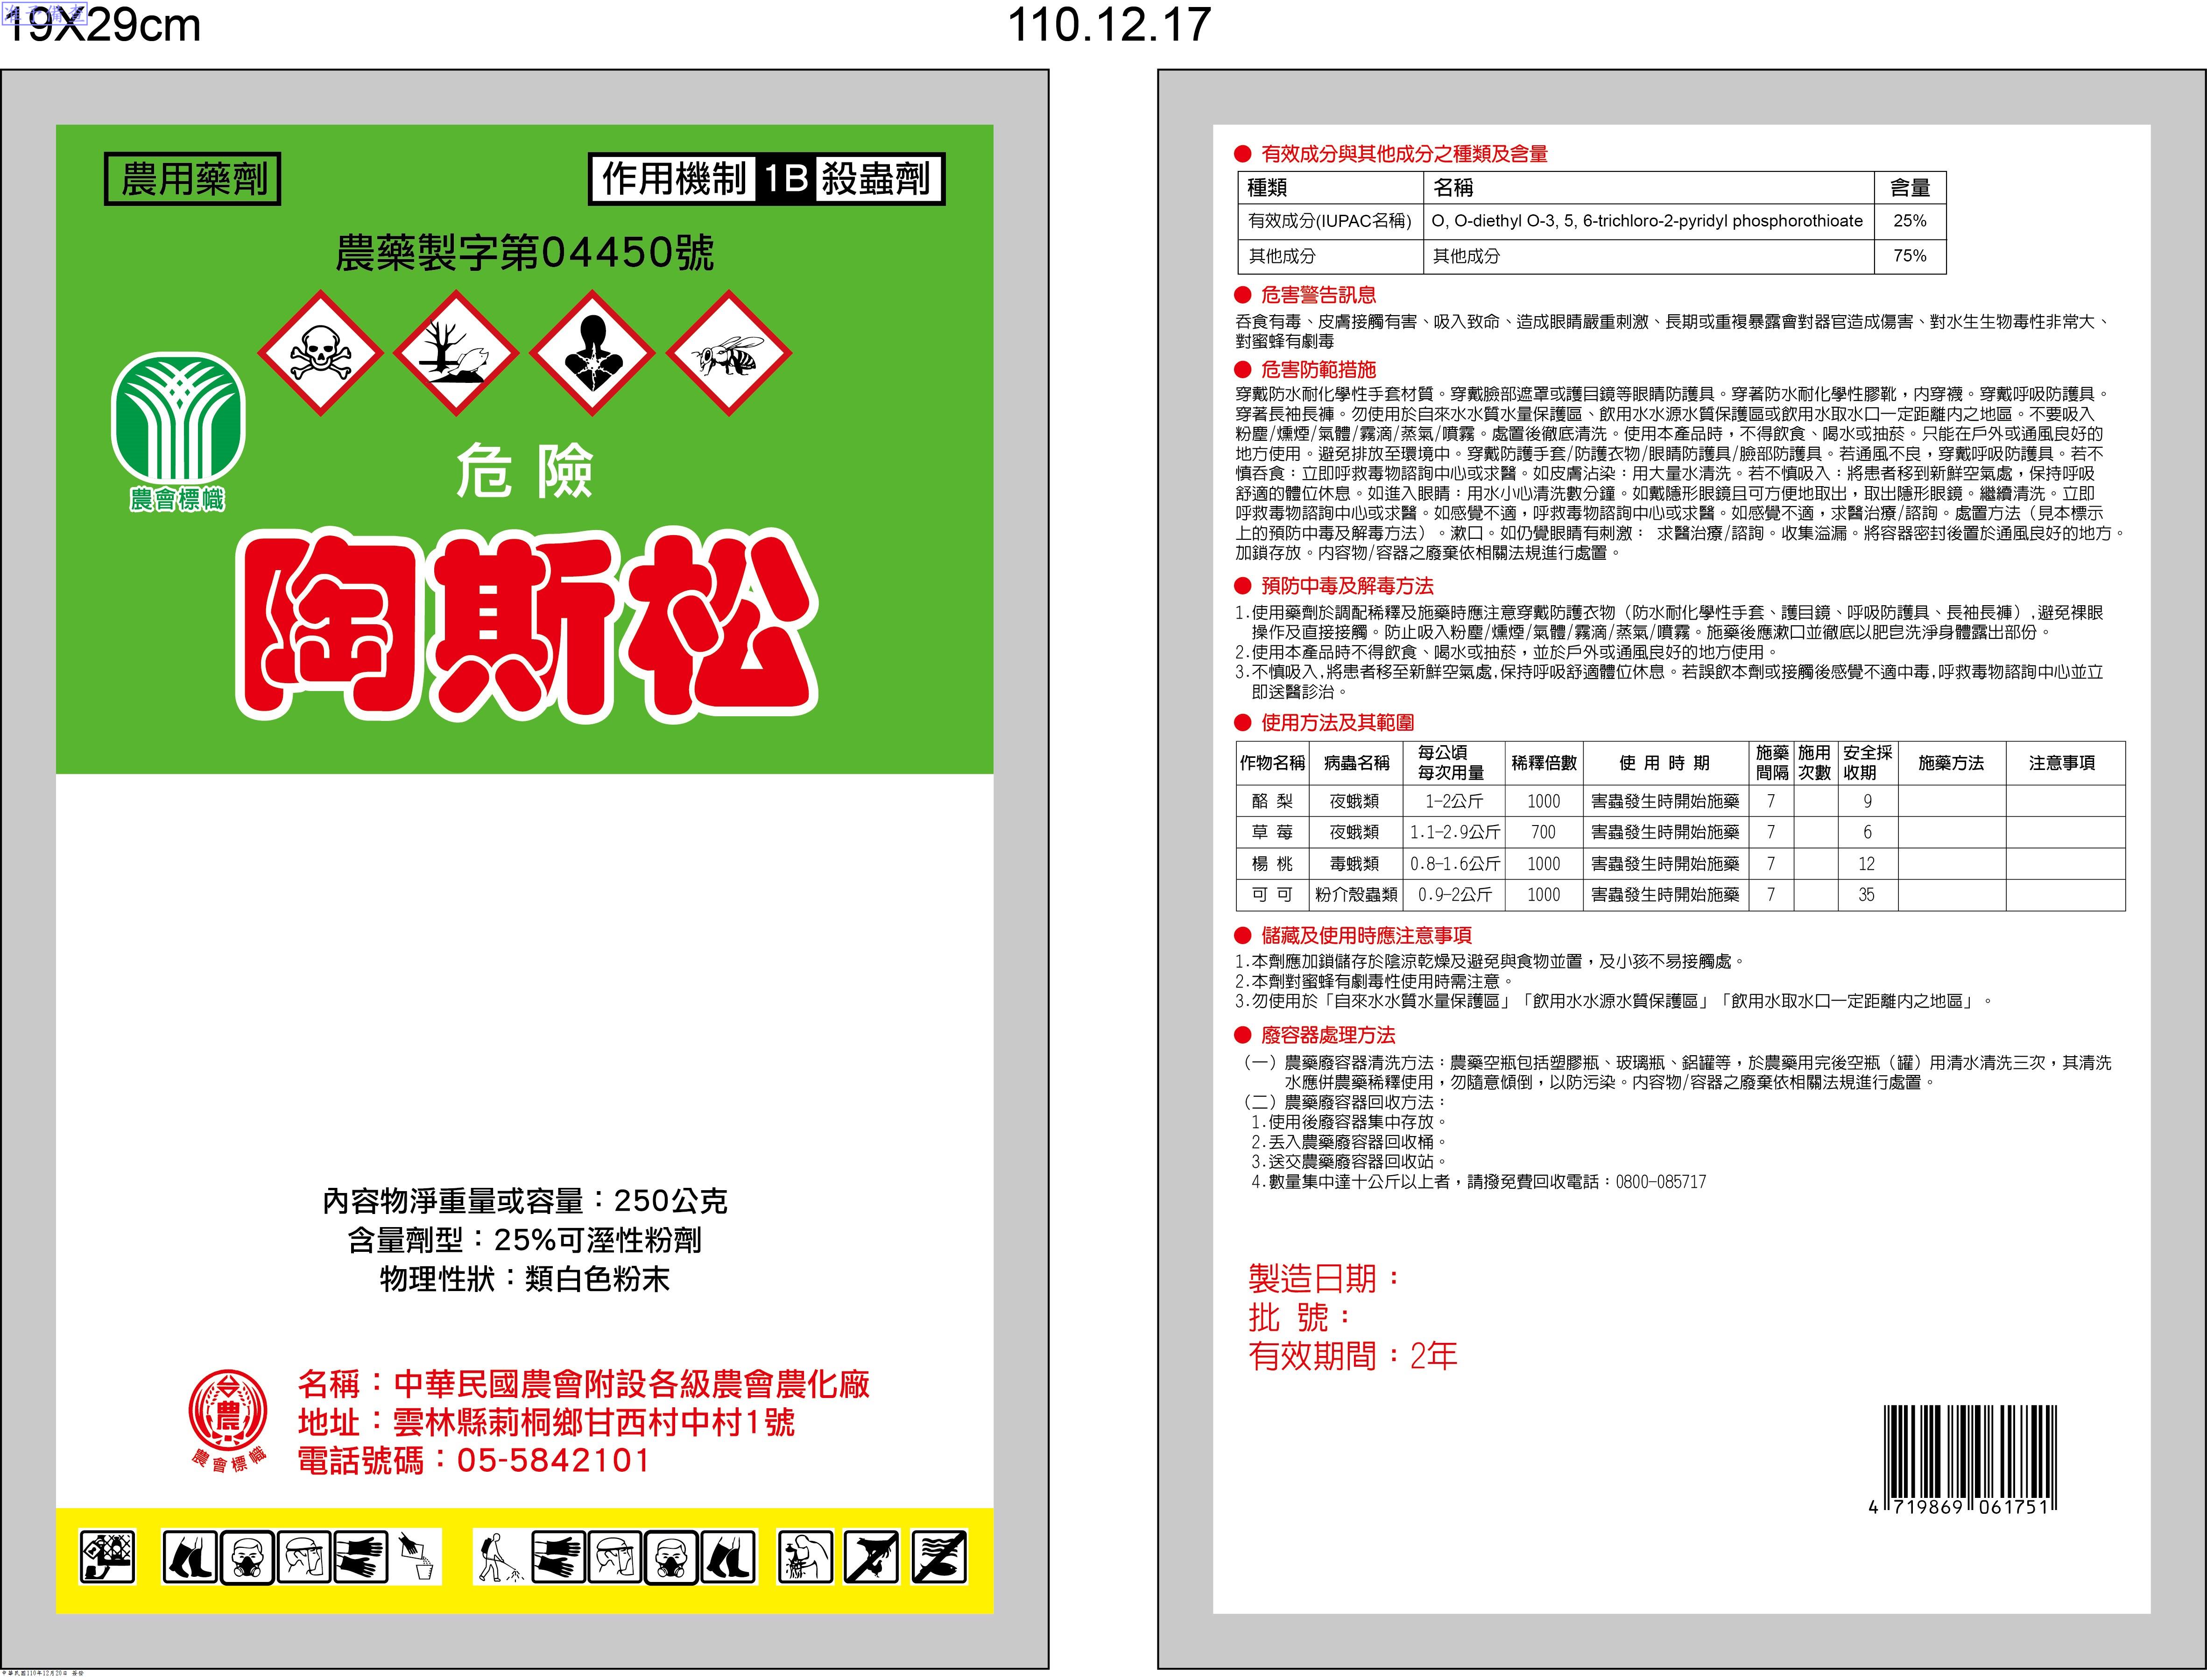 准予備查
19X29cm
110.12.17
農用藥劑
作用機制 1B 殺蟲劑
農藥製字第04450號
農會標幟
危險
陶斯松
內容物淨重量或容量：250公克
含量劑型：25%可溼性粉劑
物理性狀：類白色粉末
農會標幟
名稱：中華民國農會附設各級農會農化廠
地址：雲林縣莿桐鄉甘西村中村1號
電話號碼：05-5842101
● 有效成分與其他成分之種類及含量
種類 名稱 含量
有效成分(IUPAC名稱) O, O-diethyl O-3, 5, 6-trichloro-2-pyridyl phosphorothioate 25%
其他成分 其他成分 75%
● 危害警告訊息
吞食有毒、皮膚接觸有害、吸入致命、造成眼睛嚴重刺激、長期或重複暴露會對器官造成傷害、對水生生物毒性非常大、
對蜜蜂有劇毒
● 危害防範措施
穿戴防水耐化學性手套材質。穿戴臉部遮罩或護目鏡等眼睛防護具。穿著防水耐化學性膠靴，內穿襪。穿戴呼吸防護具。
穿著長袖長褲。勿使用於自來水水質水量保護區、飲用水水源水質保護區或飲用水取水口一定距離內之地區。不要吸入
粉塵/燻煙/氣體/霧滴/蒸氣/噴霧。處置後徹底清洗。使用本產品時，不得飲食、喝水或抽菸。只能在戶外或通風良好的
地方使用。避免排放至環境中。穿戴防護手套/防護衣物/眼睛防護具/臉部防護具。若通風不良，穿戴呼吸防護具。若不
慎吞食：立即呼救毒物諮詢中心或求醫。如皮膚沾染：用大量水清洗。若不慎吸入：將患者移到新鮮空氣處，保持呼吸
舒適的體位休息。如進入眼睛：用水小心清洗數分鐘。如戴隱形眼鏡且可方便地取出，取出隱形眼鏡。繼續清洗。立即
呼救毒物諮詢中心或求醫。如感覺不適，呼救毒物諮詢中心或求醫。如感覺不適，求醫治療/諮詢。處置方法（見本標示
上的預防中毒及解毒方法）。漱口。如仍覺眼睛有刺激： 求醫治療/諮詢。收集溢漏。將容器密封後置於通風良好的地方。
加鎖存放。內容物/容器之廢棄依相關法規進行處置。
● 預防中毒及解毒方法
1.使用藥劑於調配稀釋及施藥時應注意穿戴防護衣物（防水耐化學性手套、護目鏡、呼吸防護具、長袖長褲）,避免裸眼
操作及直接接觸。防止吸入粉塵/燻煙/氣體/霧滴/蒸氣/噴霧。施藥後應漱口並徹底以肥皂洗淨身體露出部份。
2.使用本產品時不得飲食、喝水或抽菸，並於戶外或通風良好的地方使用。
3.不慎吸入,將患者移至新鮮空氣處,保持呼吸舒適體位休息。若誤飲本劑或接觸後感覺不適中毒,呼救毒物諮詢中心並立
即送醫診治。
● 使用方法及其範圍
作物名稱 病蟲名稱 每公頃每次用量 稀釋倍數 使用時期 施藥間隔 施用次數 安全採收期 施藥方法 注意事項
酪梨 夜蛾類 1-2公斤 1000 害蟲發生時開始施藥 7 9
草莓 夜蛾類 1.1-2.9公斤 700 害蟲發生時開始施藥 7 6
楊桃 毒蛾類 0.8-1.6公斤 1000 害蟲發生時開始施藥 7 12
可可 粉介殼蟲類 0.9-2公斤 1000 害蟲發生時開始施藥 7 35
● 儲藏及使用時應注意事項
1.本劑應加鎖儲存於陰涼乾燥及避免與食物並置，及小孩不易接觸處。
2.本劑對蜜蜂有劇毒性使用時需注意。
3.勿使用於「自來水水質水量保護區」「飲用水水源水質保護區」「飲用水取水口一定距離內之地區」。
● 廢容器處理方法
（一）農藥廢容器清洗方法：農藥空瓶包括塑膠瓶、玻璃瓶、鋁罐等，於農藥用完後空瓶（罐）用清水清洗三次，其清洗
水應併農藥稀釋使用，勿隨意傾倒，以防污染。內容物/容器之廢棄依相關法規進行處置。
（二）農藥廢容器回收方法：
1.使用後廢容器集中存放。
2.丟入農藥廢容器回收桶。
3.送交農藥廢容器回收站。
4.數量集中達十公斤以上者，請撥免費回收電話：0800-085717
製造日期：
批 號：
有效期間：2年
4 719869 061751
中華民國110年12月20日 簽發